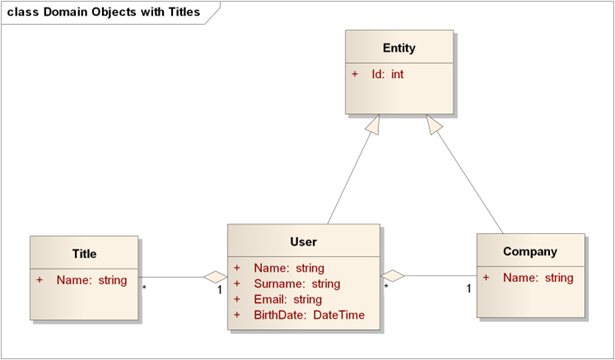 class Domain Objects with Titles
Entity
+ Id: int
Title
+ Name: string
User
+ Name: string
+ Surname: string
+ Email: string
+ BirthDate: DateTime
Company
+ Name: string
* 1
* 1